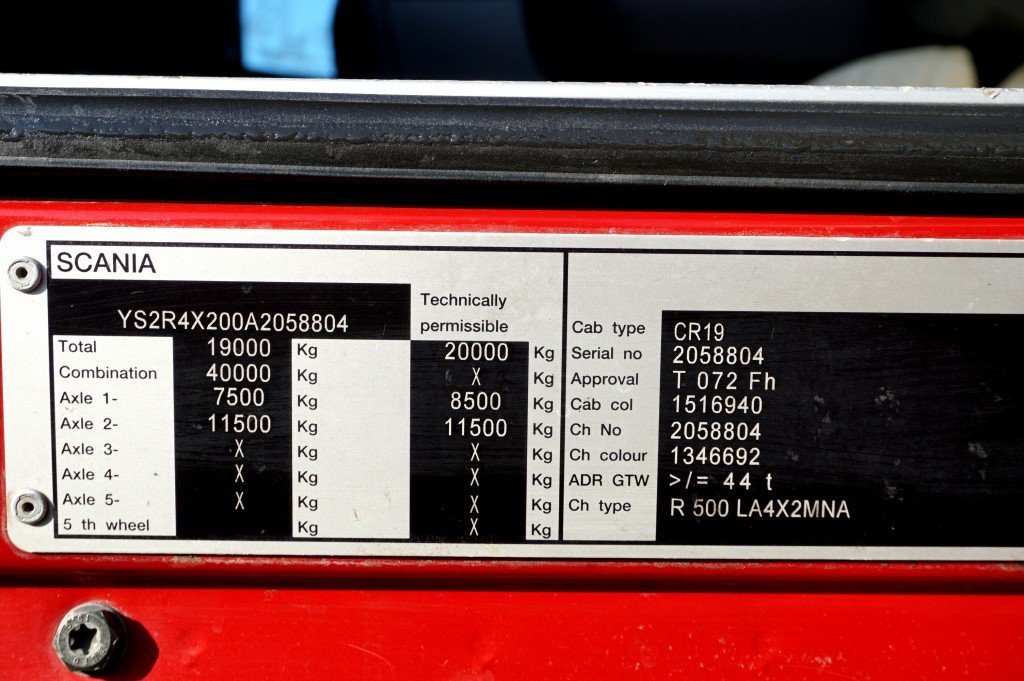 SCANIA
YS2R4X200A2058804
Technically
permissible
Total 19000 Kg 20000 Kg
Combination 40000 Kg X Kg
Axle 1- 7500 Kg 8500 Kg
Axle 2- 11500 Kg 11500 Kg
Axle 3- X Kg X Kg
Axle 4- X Kg X Kg
Axle 5- X Kg X Kg
5 th wheel Kg X Kg
Cab type CR19
Serial no 2058804
Approval T 072 Fh
Cab col 1516940
Ch No 2058804
Ch colour 1346692
ADR GTW >/= 44 t
Ch type R 500 LA4X2MNA